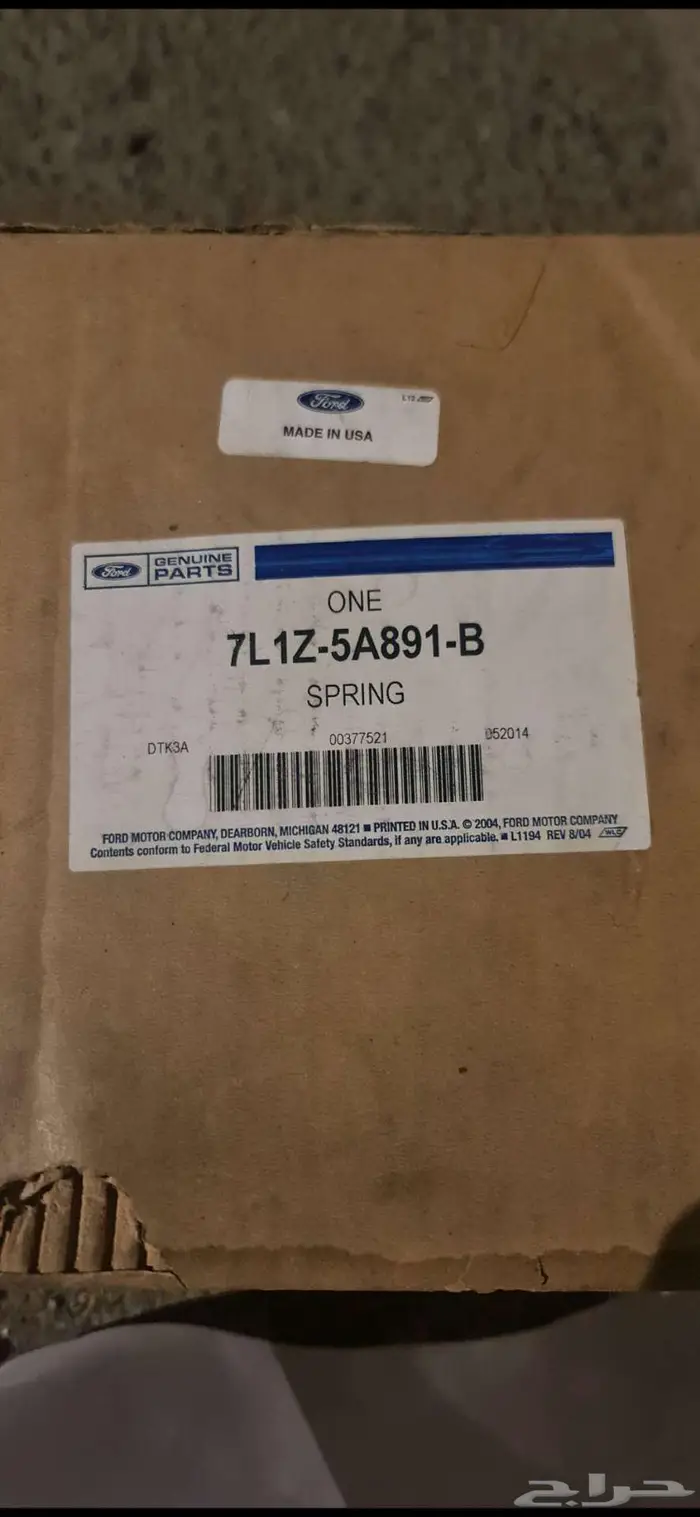 Ford
MADE IN USA
Ford GENUINE PARTS
ONE
7L1Z-5A891-B
SPRING
DTK3A 00377521 052014
FORD MOTOR COMPANY, DEARBORN, MICHIGAN 48121 ■ PRINTED IN U.S.A. © 2004, FORD MOTOR COMPANY
Contents conform to Federal Motor Vehicle Safety Standards, if any are applicable. ■ L1194 REV 8/04 WLC
حراج